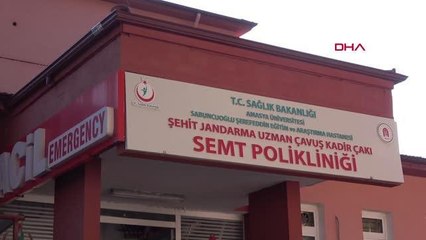 DHA
T.C. SAĞLIK BAKANLIĞI
AMASYA ÜNİVERSİTESİ
SABUNCUOĞLU ŞEREFEDDİN EĞİTİM ve ARAŞTIRMA HASTANESİ
ŞEHİT JANDARMA UZMAN ÇAVUŞ KADİR ÇAKI
SEMT POLİKLİNİĞİ
ACİL EMERGENCY